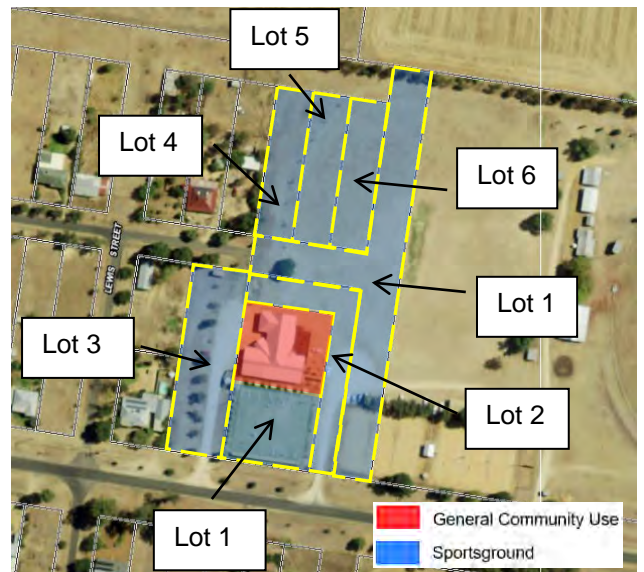 Lot 5
Lot 4
Lot 6
LEWIS STREET
Lot 1
Lot 3
Lot 2
Lot 1
General Community Use
Sportsground